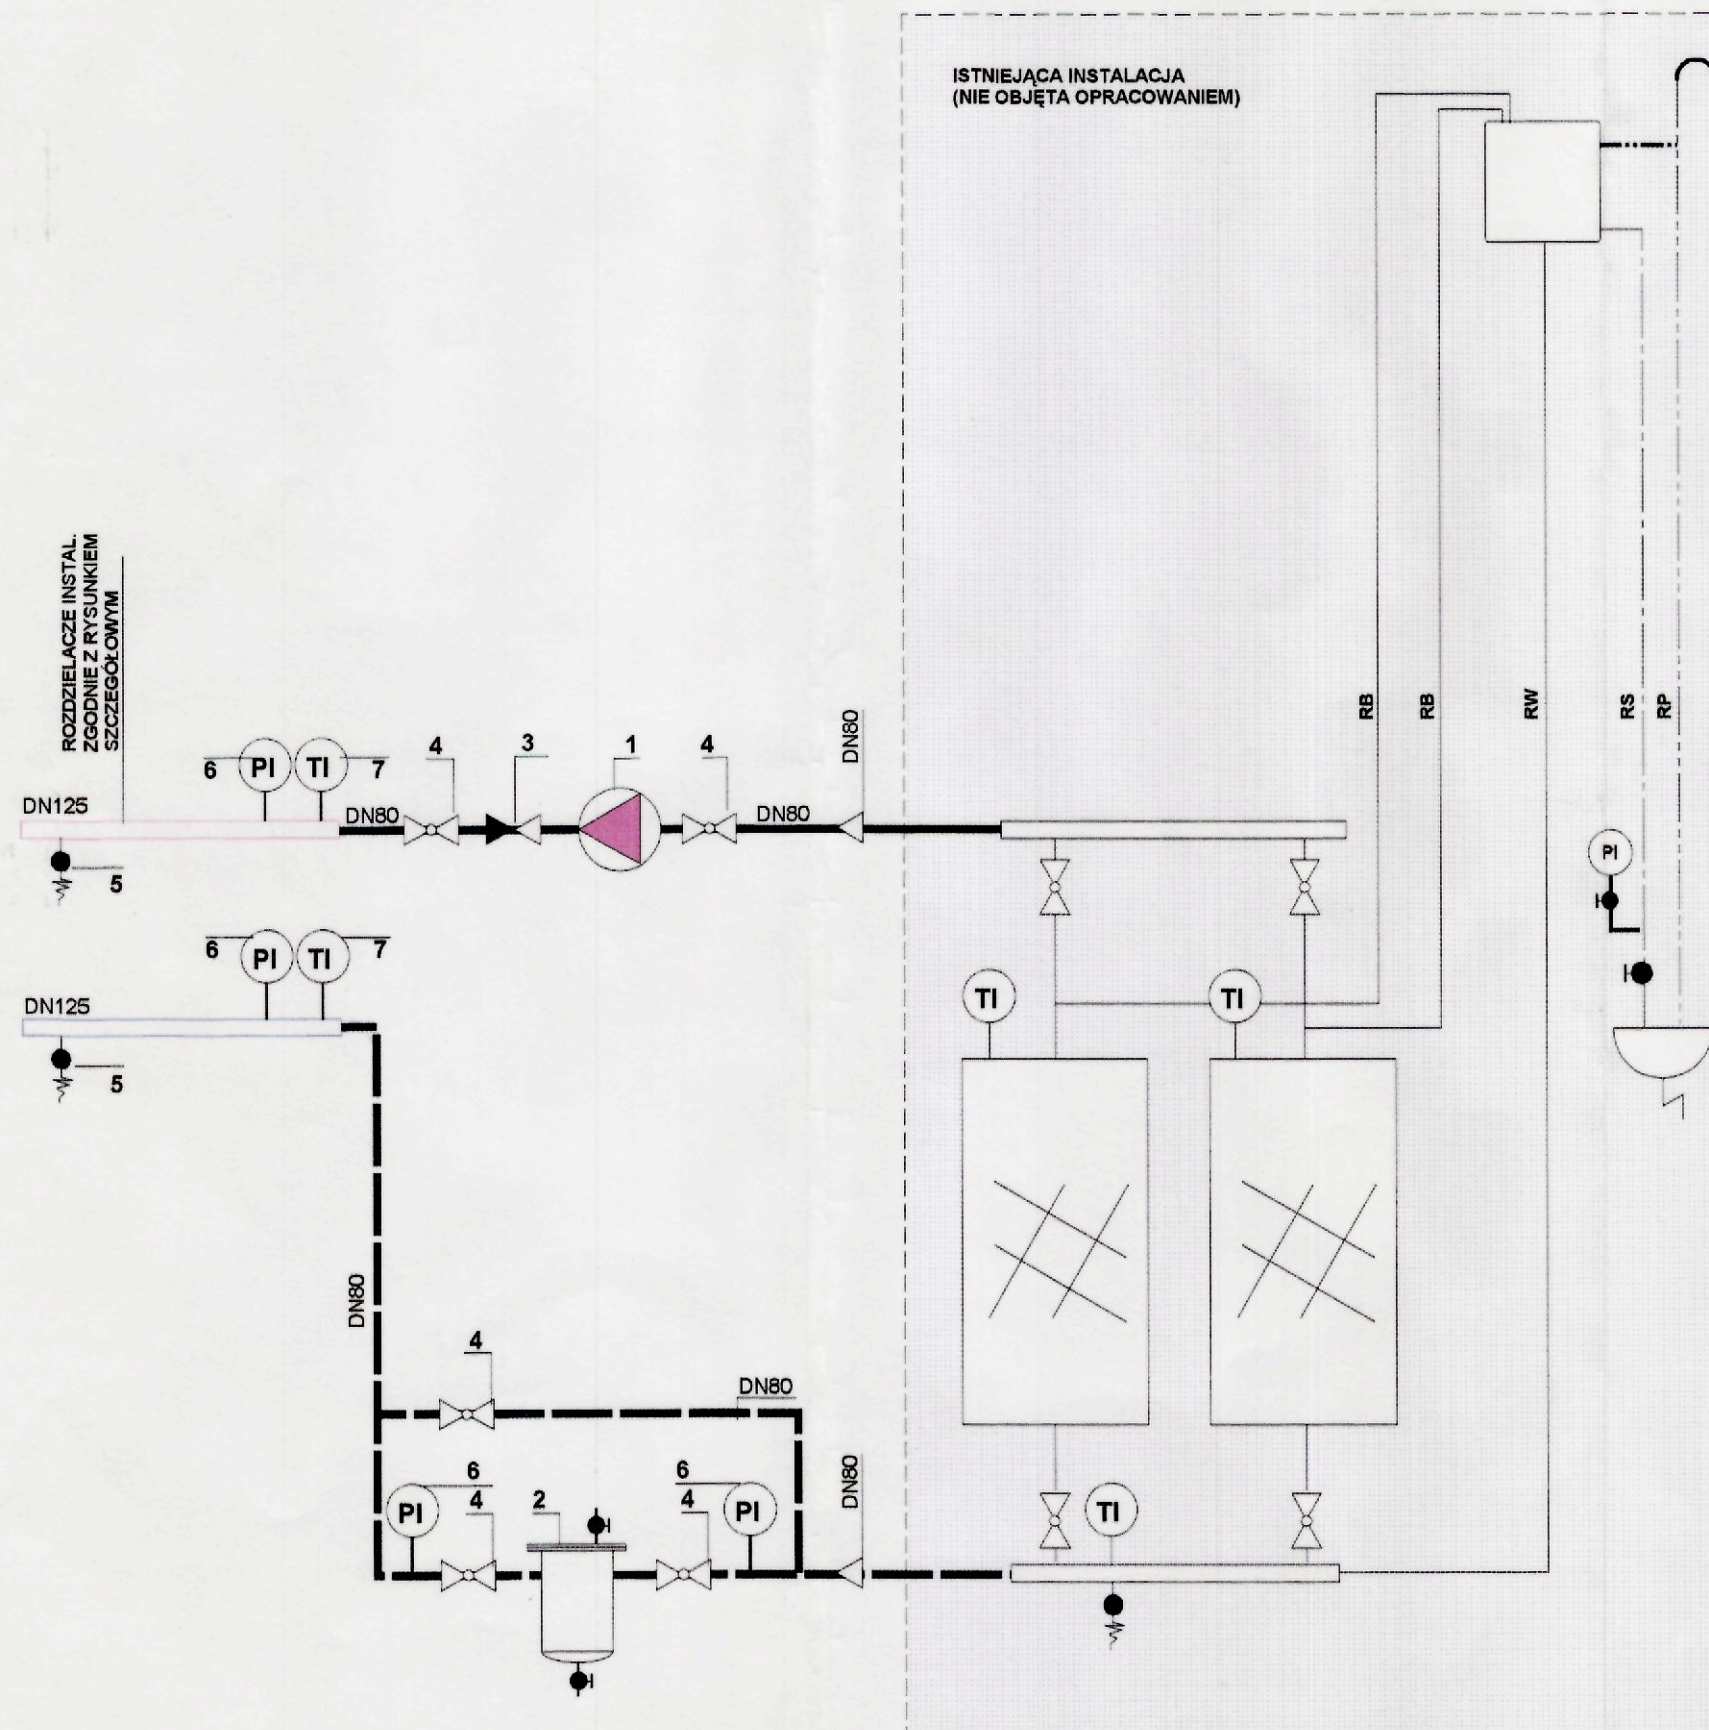 ISTNIEJĄCA INSTALACJA
(NIE OBJĘTA OPRACOWANIEM)
ROZDZIELACZE INSTAL.
ZGODNIE Z RYSUNKIEM
SZCZEGÓŁOWYM
RB
RB
RW
RS
RP
DN80
4
3
1
4
6
PI
TI
7
DN125
DN80
DN80
5
PI
6
PI
TI
7
DN125
TI
TI
5
DN80
4
DN80
DN80
6
6
4
2
4
PI
PI
TI